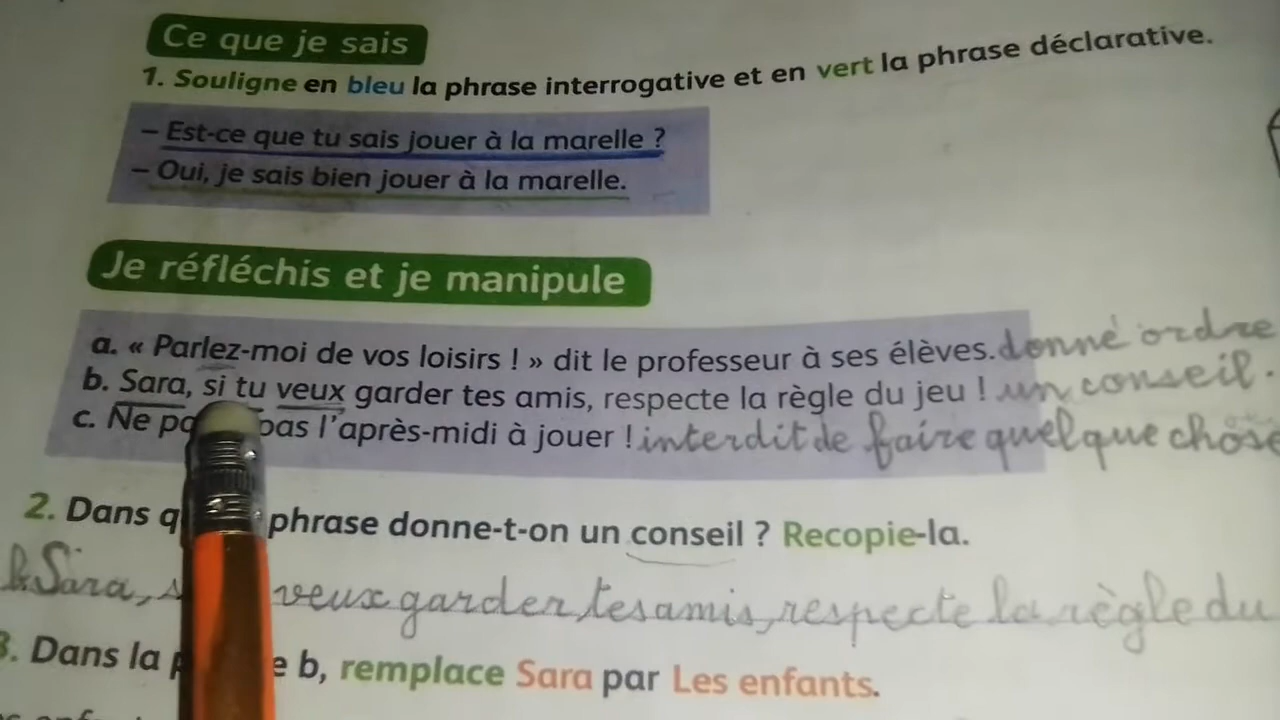 Ce que je sais
1. Souligne en bleu la phrase interrogative et en vert la phrase déclarative.
– Est-ce que tu sais jouer à la marelle ?
– Oui, je sais bien jouer à la marelle.
Je réfléchis et je manipule
a. « Parlez-moi de vos loisirs ! » dit le professeur à ses élèves. donné ordre
b. Sara, si tu veux garder tes amis, respecte la règle du jeu ! un conseil.
c. Ne pas l'après-midi à jouer ! interdit de faire quelque chose
2. Dans phrase donne-t-on un conseil ? Recopie-la.
b. Sara, veux garder, tes amis, respecte la règle du
3. Dans la b, remplace Sara par Les enfants.